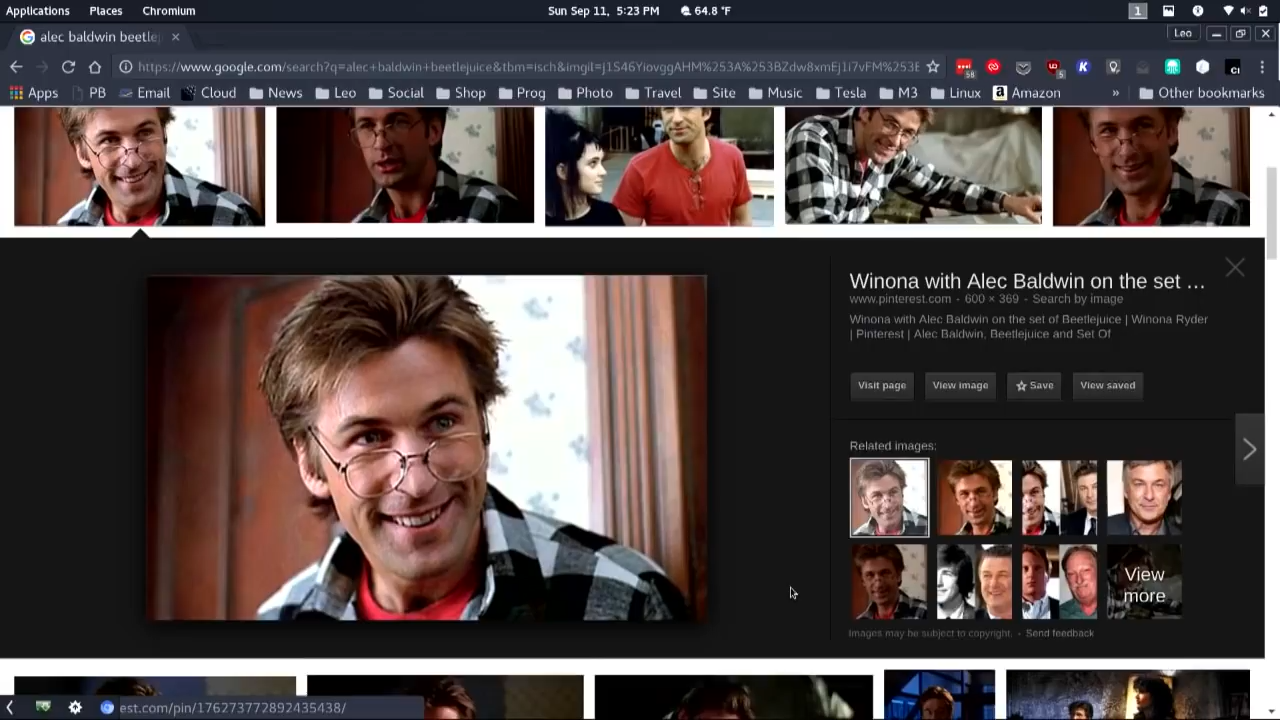 Applications Places Chromium Sun Sep 11, 5:23 PM 64.8 °F 1
alec baldwin beetlej Leo
https://www.google.com/search?q=alec+baldwin+beetlejuice&tbm=isch&imgil=j1S46YiovggAHM%253A%253BZdw8xmEj1i7vFM%253E 58 5 K CI
Apps PB Email Cloud News Leo Social Shop Prog Photo Travel Site Music Tesla M3 Linux Amazon » Other bookmarks
Winona with Alec Baldwin on the set ...
www.pinterest.com - 600 × 369 - Search by image
Winona with Alec Baldwin on the set of Beetlejuice | Winona Ryder
| Pinterest | Alec Baldwin, Beetlejuice and Set Of
Visit page View image Save View saved
Related images:
View
more
Images may be subject to copyright. - Send feedback
est.com/pin/176273772892435438/